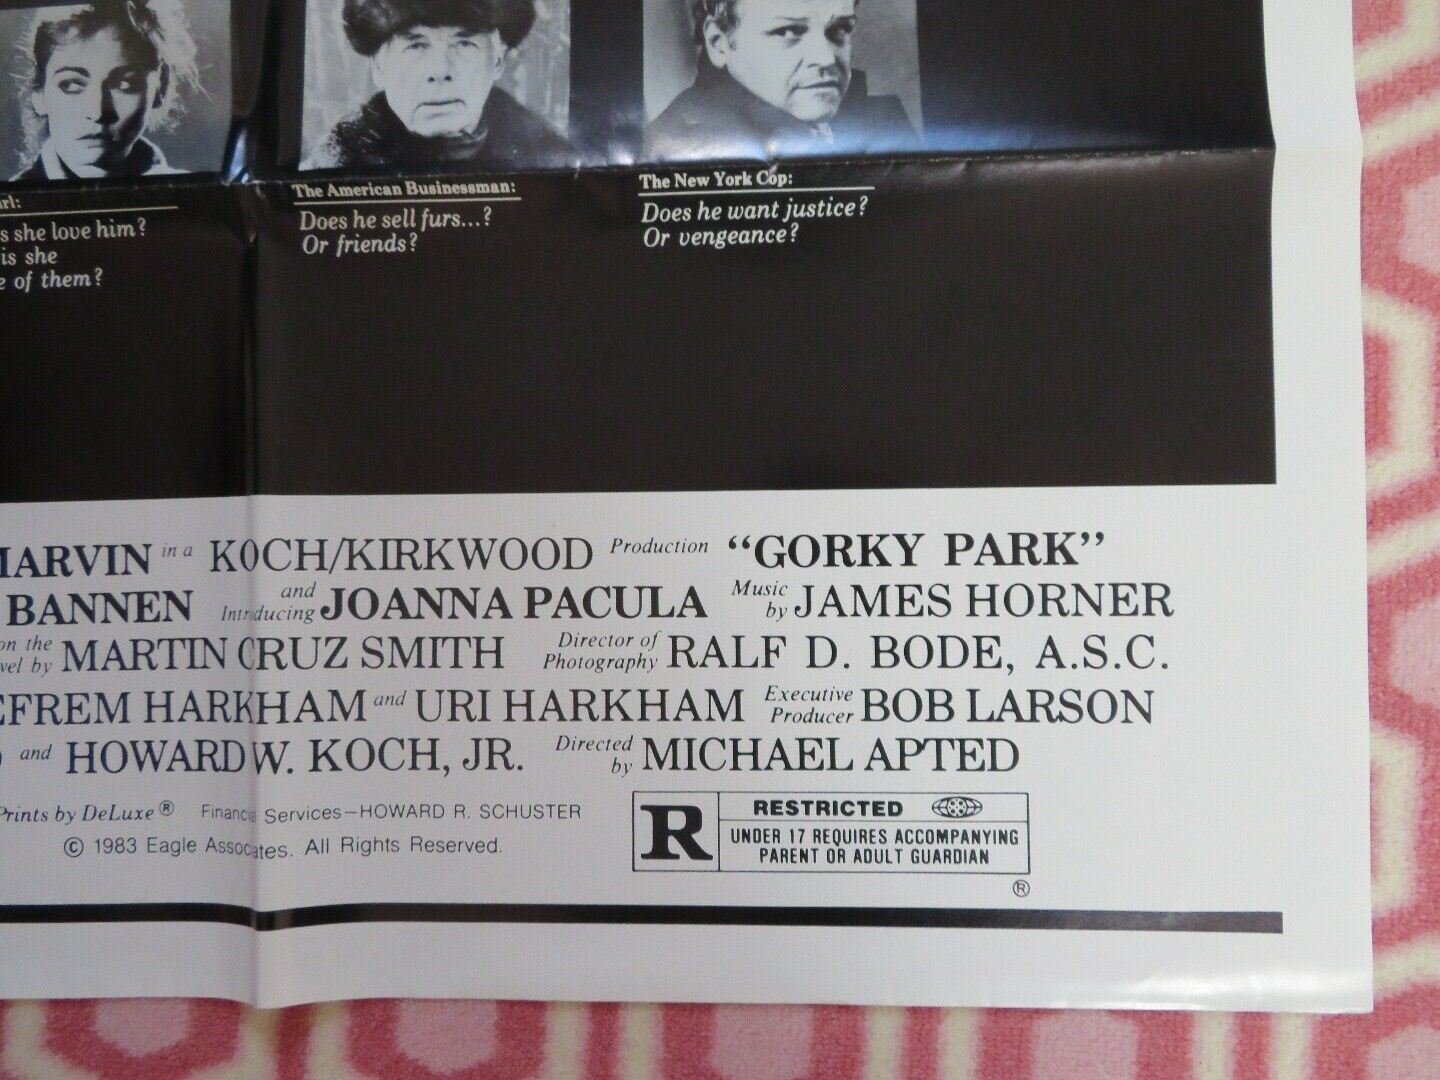 The American Businessman:
Does he sell furs...?
Or friends?
The New York Cop:
Does he want justice?
Or vengeance?
she love him?
is she
of them?
MARVIN in a KOCH/KIRKWOOD Production "GORKY PARK"
BANNEN and Introducing JOANNA PACULA Music by JAMES HORNER
on the
by MARTIN CRUZ SMITH Director of Photography RALF D. BODE, A.S.C.
EFREM HARKHAM and URI HARKHAM Executive Producer BOB LARSON
and HOWARD W. KOCH, JR. Directed by MICHAEL APTED
Prints by DeLuxe® Financial Services—HOWARD R. SCHUSTER
© 1983 Eagle Associates. All Rights Reserved.
R
RESTRICTED
UNDER 17 REQUIRES ACCOMPANYING
PARENT OR ADULT GUARDIAN
®